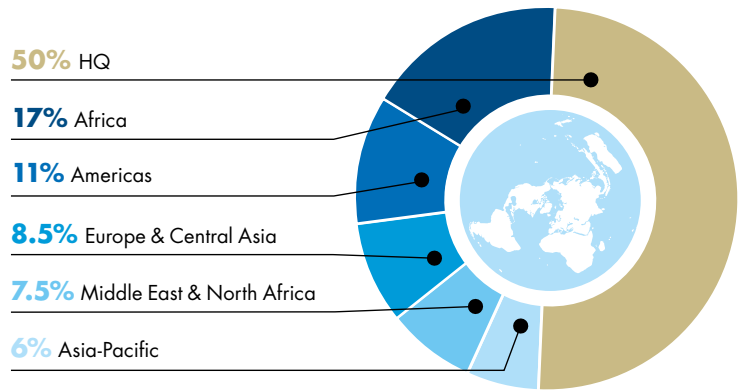 50% HQ
17% Africa
11% Americas
8.5% Europe & Central Asia
7.5% Middle East & North Africa
6% Asia-Pacific